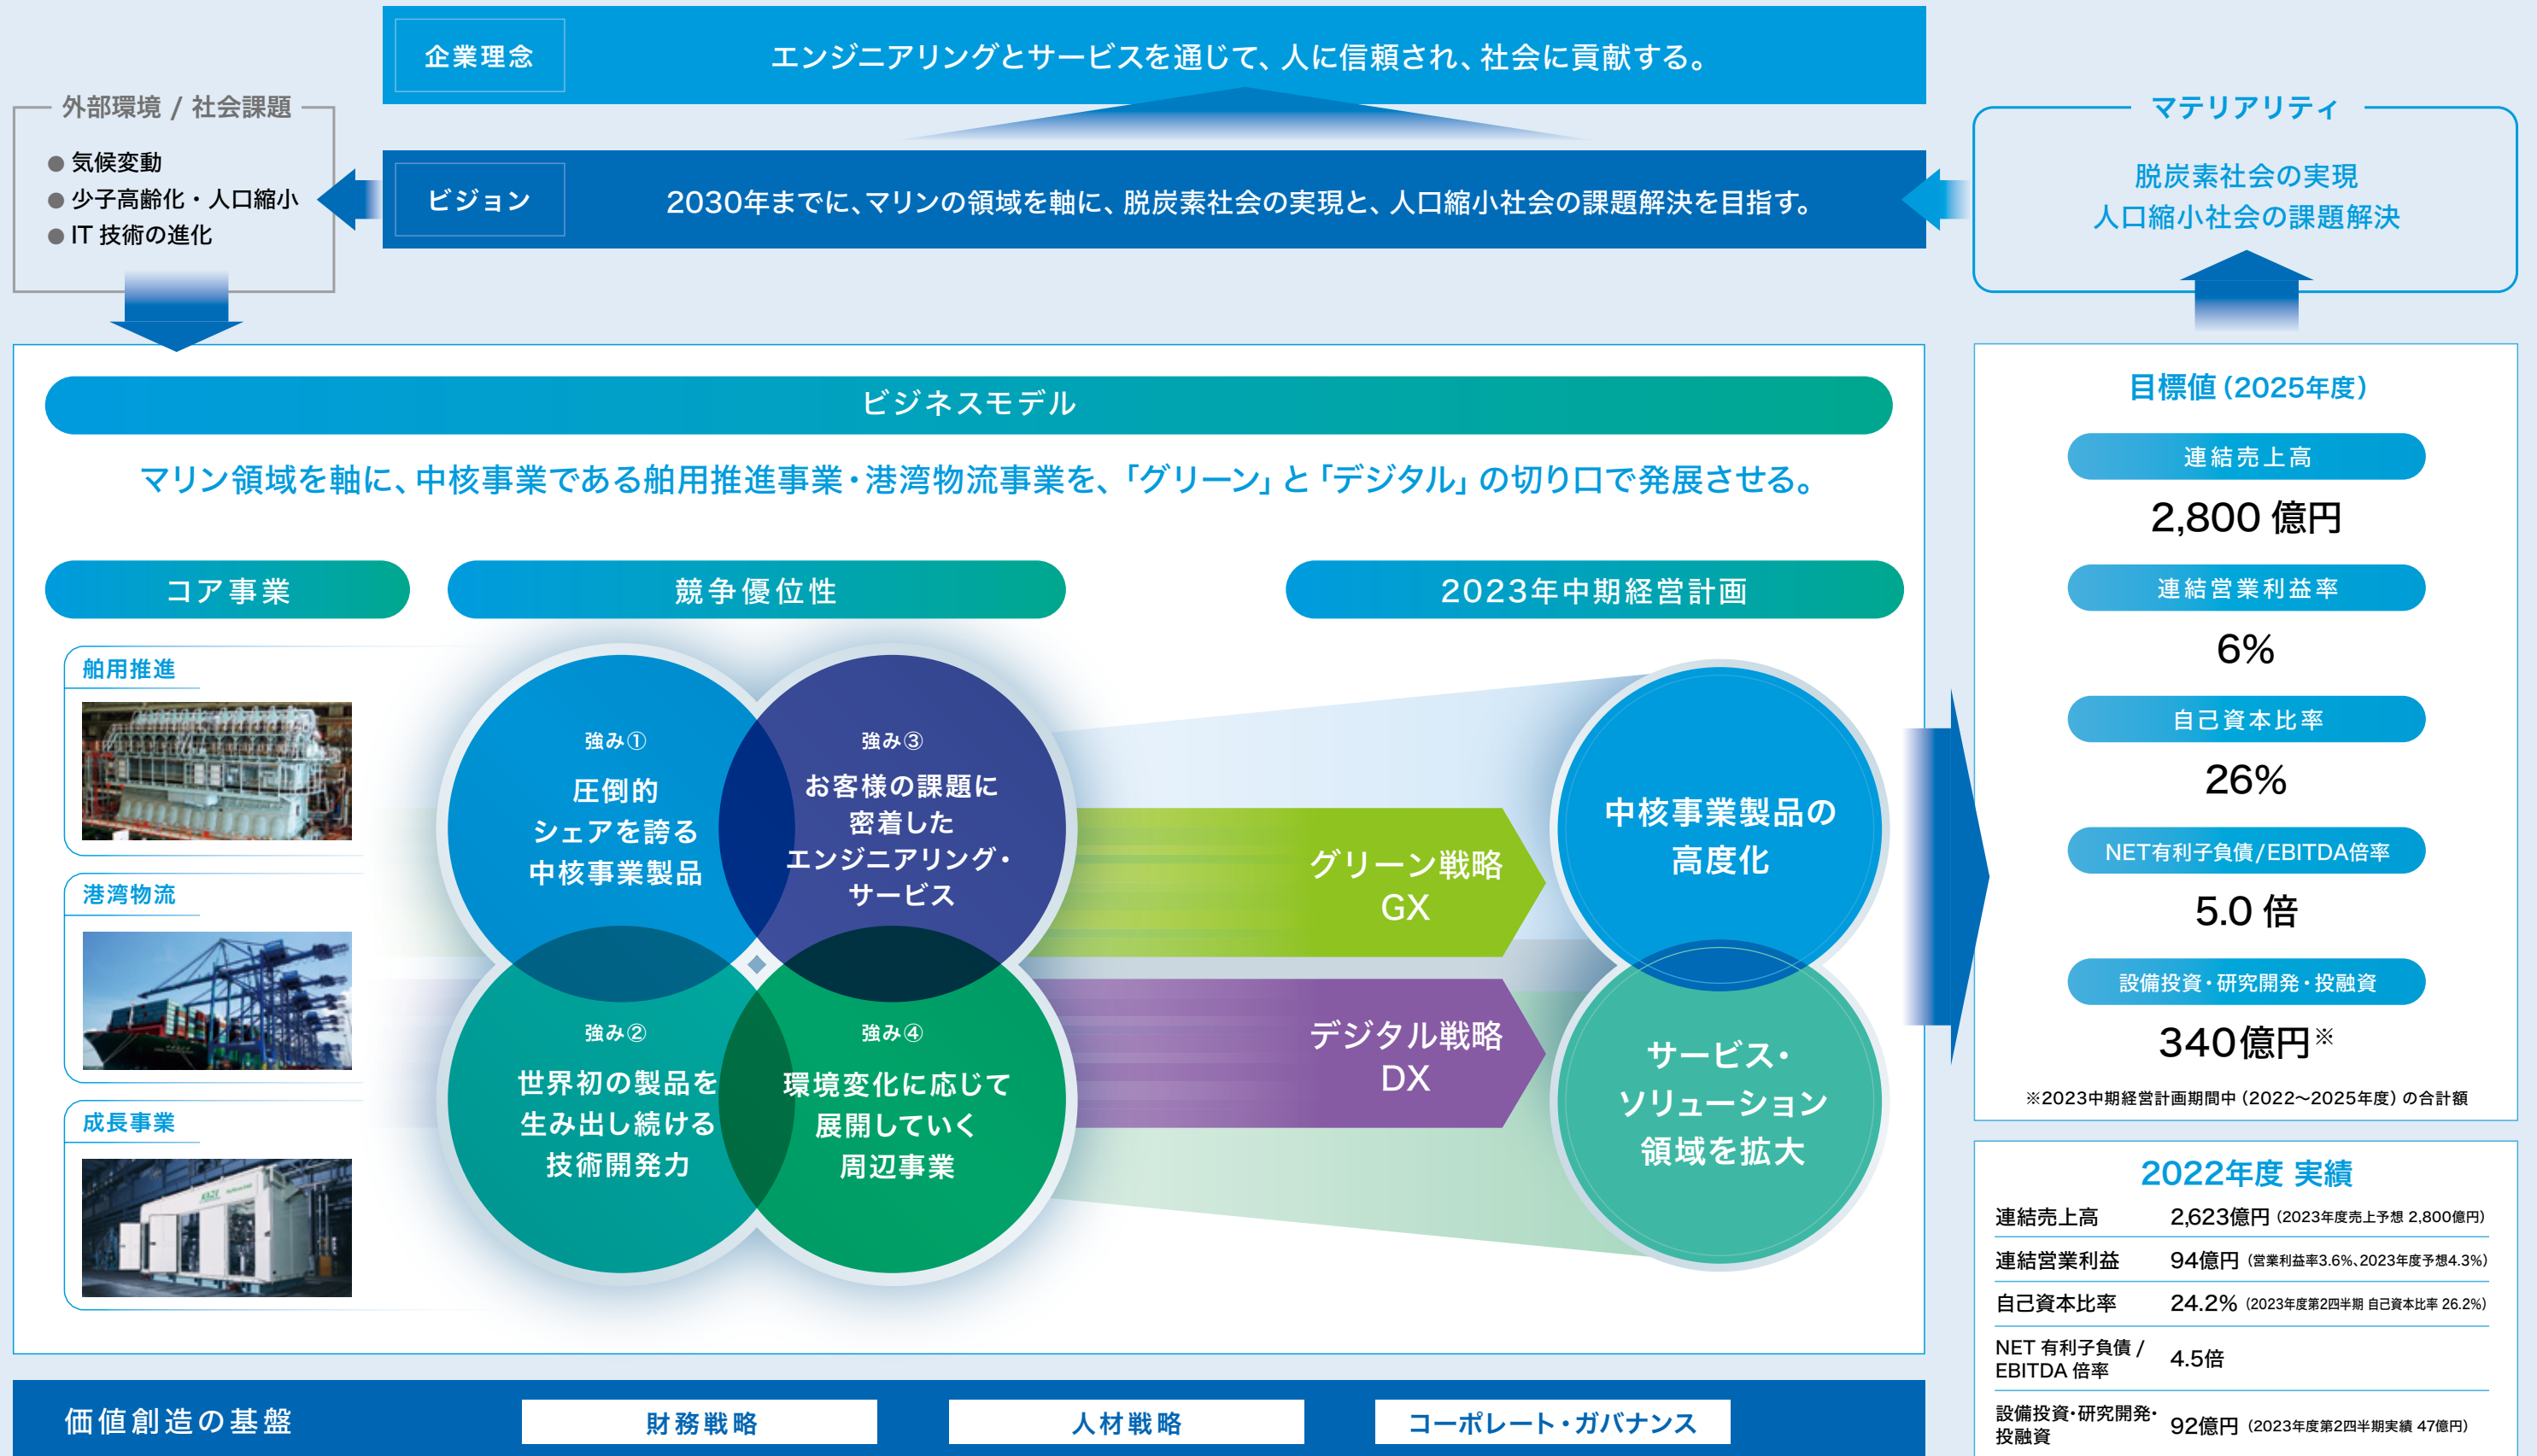 企業理念
エンジニアリングとサービスを通じて、人に信頼され、社会に貢献する。
外部環境 / 社会課題
● 気候変動
● 少子高齢化・人口縮小
● IT 技術の進化
ビジョン
2030年までに、マリンの領域を軸に、脱炭素社会の実現と、人口縮小社会の課題解決を目指す。
マテリアリティ
脱炭素社会の実現
人口縮小社会の課題解決
ビジネスモデル
マリン領域を軸に、中核事業である舶用推進事業・港湾物流事業を、「グリーン」と「デジタル」の切り口で発展させる。
コア事業
舶用推進
港湾物流
成長事業
競争優位性
強み①
圧倒的
シェアを誇る
中核事業製品
強み③
お客様の課題に
密着した
エンジニアリング・
サービス
強み②
世界初の製品を
生み出し続ける
技術開発力
強み④
環境変化に応じて
展開していく
周辺事業
グリーン戦略
GX
デジタル戦略
DX
2023年中期経営計画
中核事業製品の
高度化
サービス・
ソリューション
領域を拡大
目標値(2025年度)
連結売上高
2,800 億円
連結営業利益率
6%
自己資本比率
26%
NET有利子負債/EBITDA倍率
5.0 倍
設備投資・研究開発・投融資
340億円※
※2023中期経営計画期間中(2022〜2025年度)の合計額
2022年度 実績
連結売上高 2,623億円(2023年度売上予想 2,800億円)
連結営業利益 94億円(営業利益率3.6%、2023年度予想4.3%)
自己資本比率 24.2%(2023年度第2四半期 自己資本比率 26.2%)
NET 有利子負債 /
EBITDA 倍率 4.5倍
設備投資・研究開発・
投融資 92億円(2023年度第2四半期実績 47億円)
価値創造の基盤
財務戦略
人材戦略
コーポレート・ガバナンス